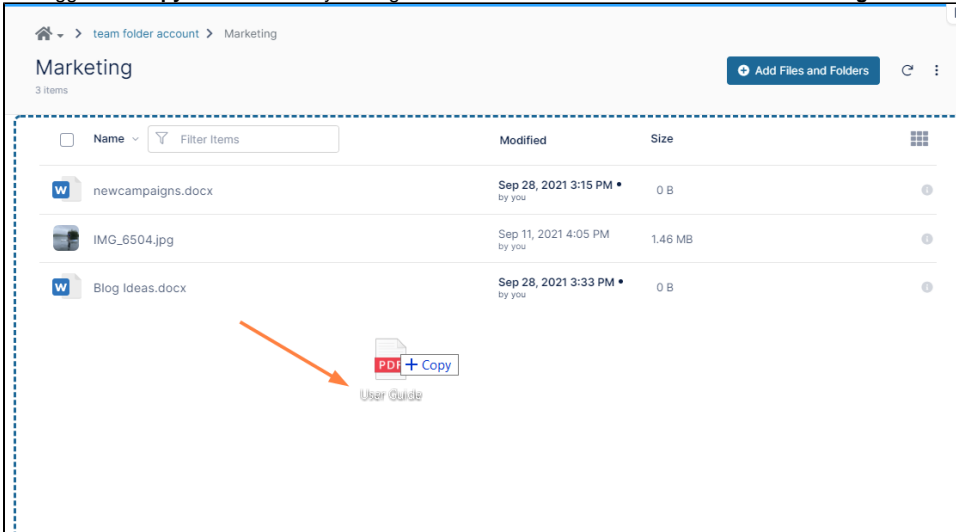 team folder account > Marketing
Marketing
Add Files and Folders
3 items
Name
Filter Items
Modified
Size
newcampaigns.docx
Sep 28, 2021 3:15 PM •
by you
0 B
IMG_6504.jpg
Sep 11, 2021 4:05 PM
by you
1.46 MB
Blog Ideas.docx
Sep 28, 2021 3:33 PM •
by you
0 B
PDF
+ Copy
User Guide